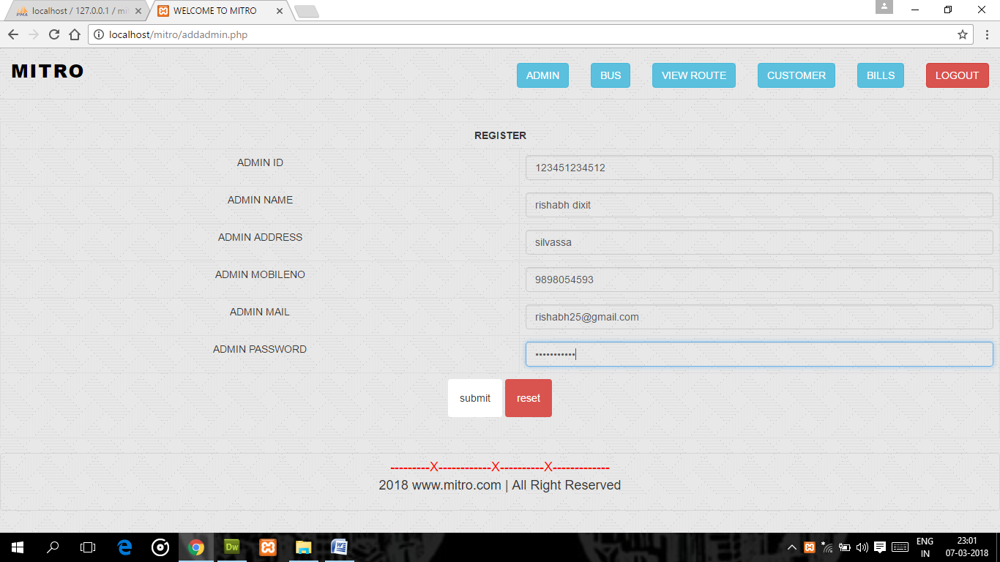 localhost / 127.0.0.1 / mi
WELCOME TO MITRO
localhost/mitro/addadmin.php
MITRO
ADMIN
BUS
VIEW ROUTE
CUSTOMER
BILLS
LOGOUT
REGISTER
ADMIN ID
123451234512
ADMIN NAME
rishabh dixit
ADMIN ADDRESS
silvassa
ADMIN MOBILENO
9898054593
ADMIN MAIL
rishabh25@gmail.com
ADMIN PASSWORD
•••••••••••
submit
reset
---------X------------X----------X-------------
2018 www.mitro.com | All Right Reserved
Dw
ENG
IN
23:01
07-03-2018